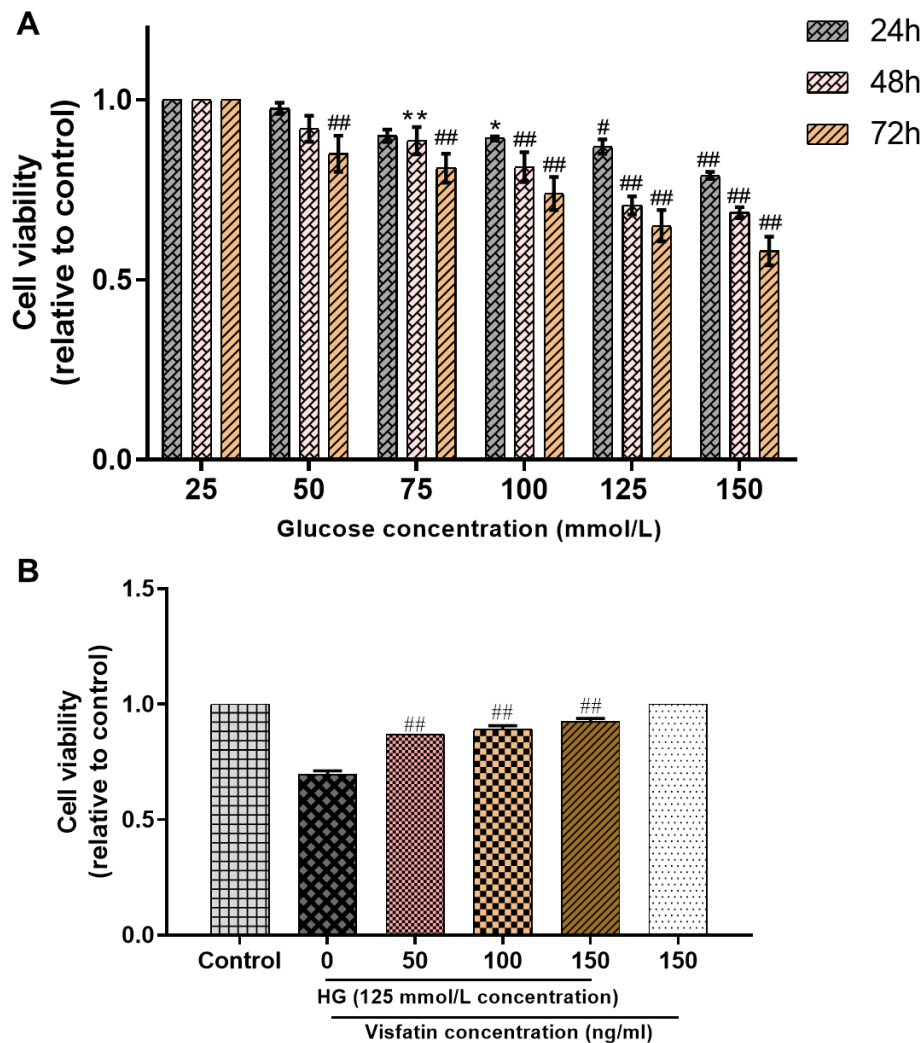 A
24h
48h
72h
Cell viability
(relative to control)
1.0
0.5
0.0
##
** ##
* ## ##
# ## ##
## ## ##
25 50 75 100 125 150
Glucose concentration (mmol/L)
B
Cell viability
(relative to control)
1.5
1.0
0.5
0.0
## ## ##
Control 0 50 100 150 150
HG (125 mmol/L concentration)
Visfatin concentration (ng/ml)